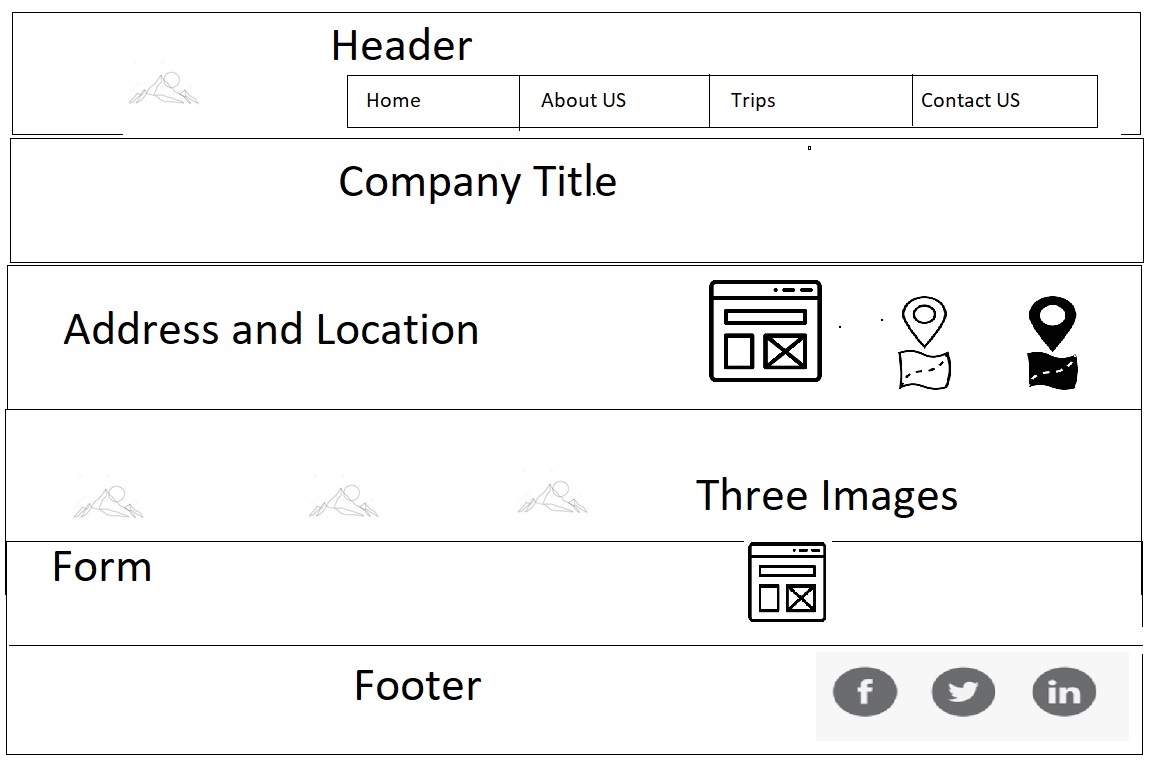 Header
Home
About US
Trips
Contact US
Company Title
Address and Location
Three Images
Form
Footer
f
in